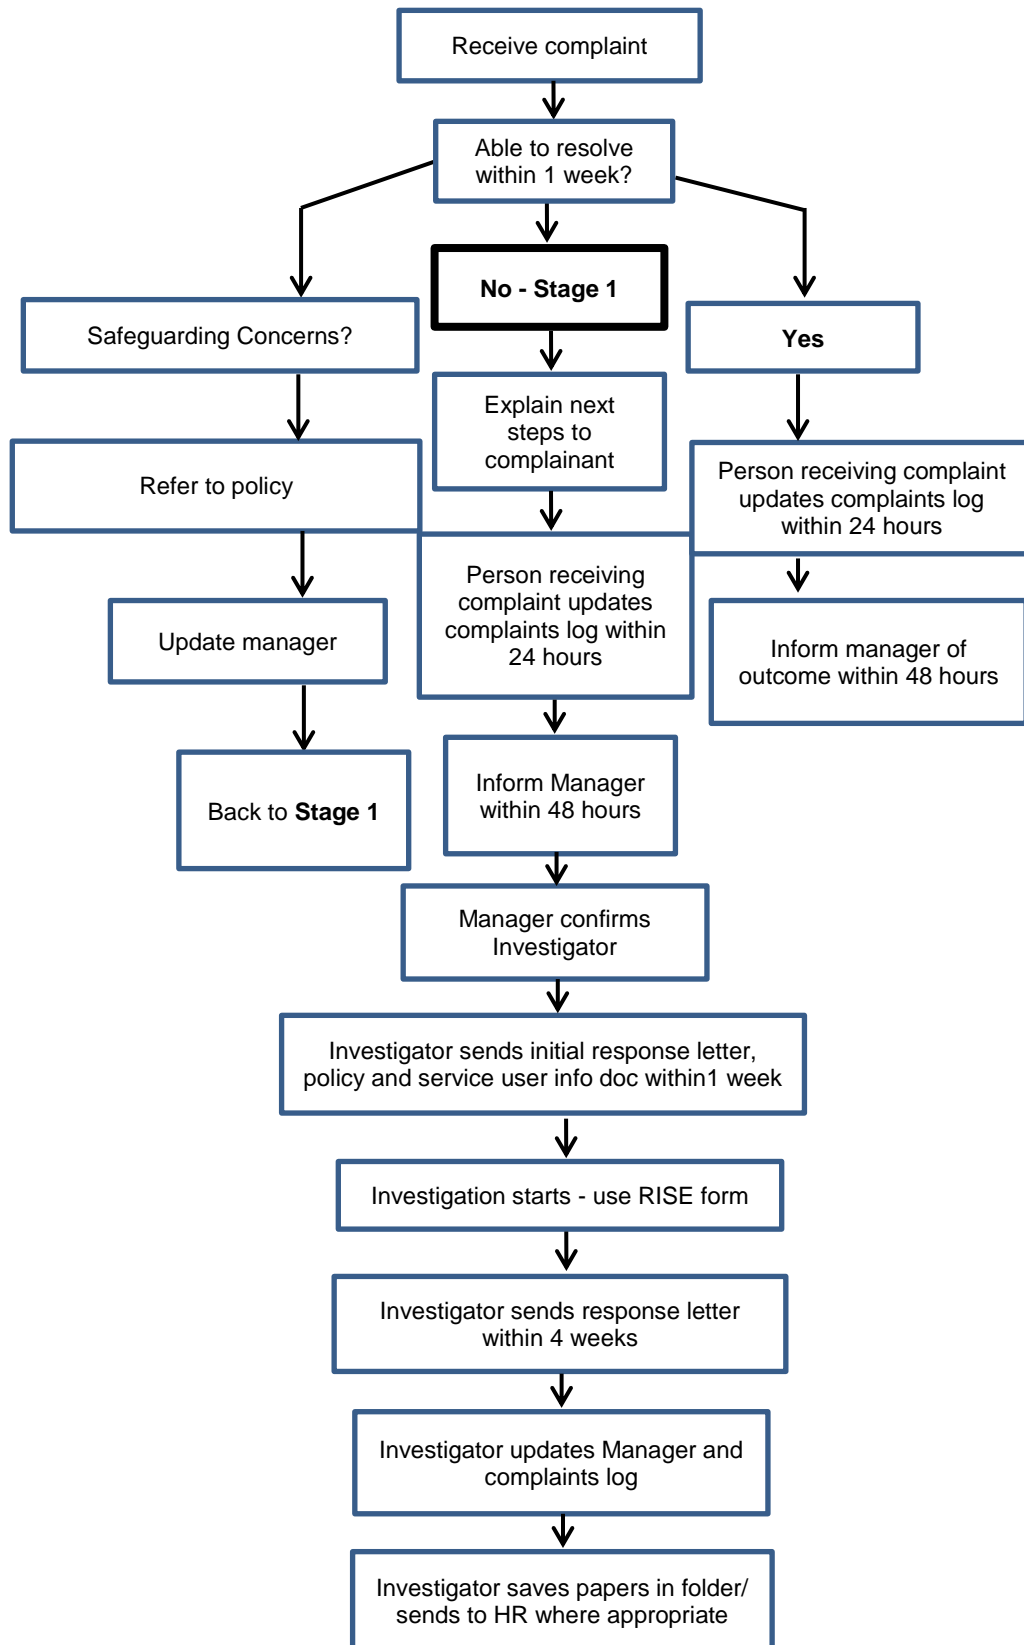 Receive complaint
Able to resolve
within 1 week?
No - Stage 1
Safeguarding Concerns?
Yes
Explain next
steps to
complainant
Refer to policy
Person receiving complaint
updates complaints log
within 24 hours
Person receiving
complaint updates
complaints log within
24 hours
Update manager
Inform manager of
outcome within 48 hours
Inform Manager
within 48 hours
Back to Stage 1
Manager confirms
Investigator
Investigator sends initial response letter,
policy and service user info doc within1 week
Investigation starts - use RISE form
Investigator sends response letter
within 4 weeks
Investigator updates Manager and
complaints log
Investigator saves papers in folder/
sends to HR where appropriate